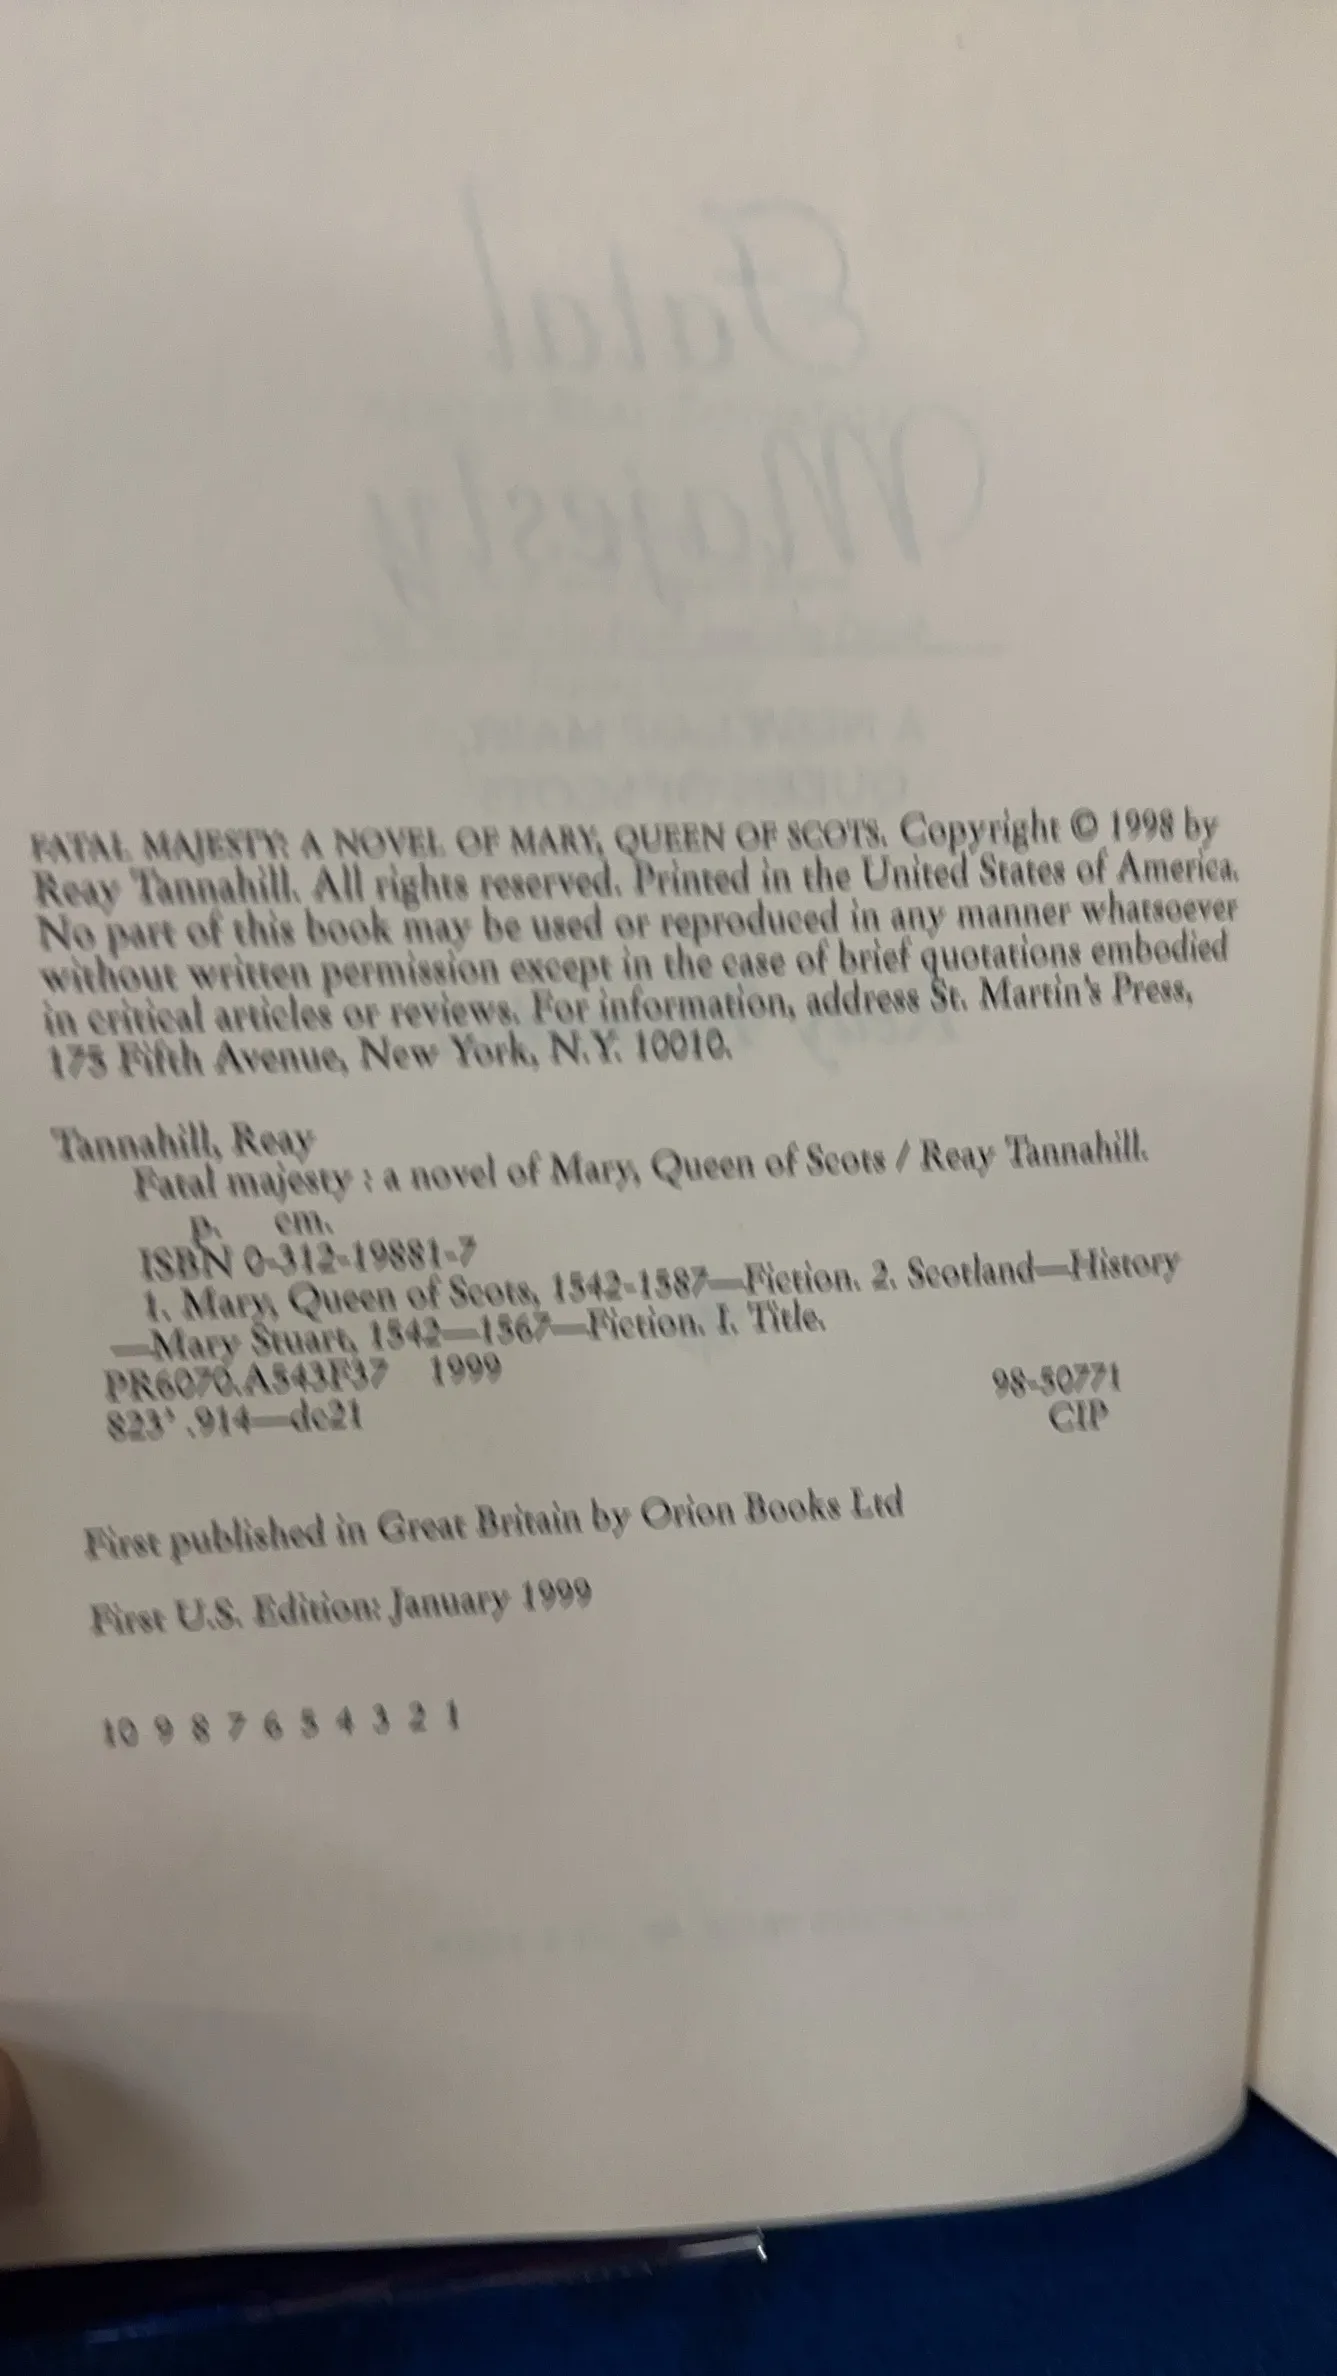 FATAL MAJESTY: A NOVEL OF MARY, QUEEN OF SCOTS. Copyright © 1998 by
Reay Tannahill. All rights reserved. Printed in the United States of America.
No part of this book may be used or reproduced in any manner whatsoever
without written permission except in the case of brief quotations embodied
in critical articles or reviews. For information, address St. Martin's Press,
175 Fifth Avenue, New York, N.Y. 10010.
Tannahill, Reay
Fatal majesty : a novel of Mary, Queen of Scots / Reay Tannahill.
p. cm.
ISBN 0-312-19881-7
1. Mary, Queen of Scots, 1542-1587—Fiction. 2. Scotland—History
—Mary Stuart, 1542—1567—Fiction. I. Title.
PR6070.A543F37 1999 98-50771
823'.914—dc21 CIP
First published in Great Britain by Orion Books Ltd
First U.S. Edition: January 1999
10 9 8 7 6 5 4 3 2 1